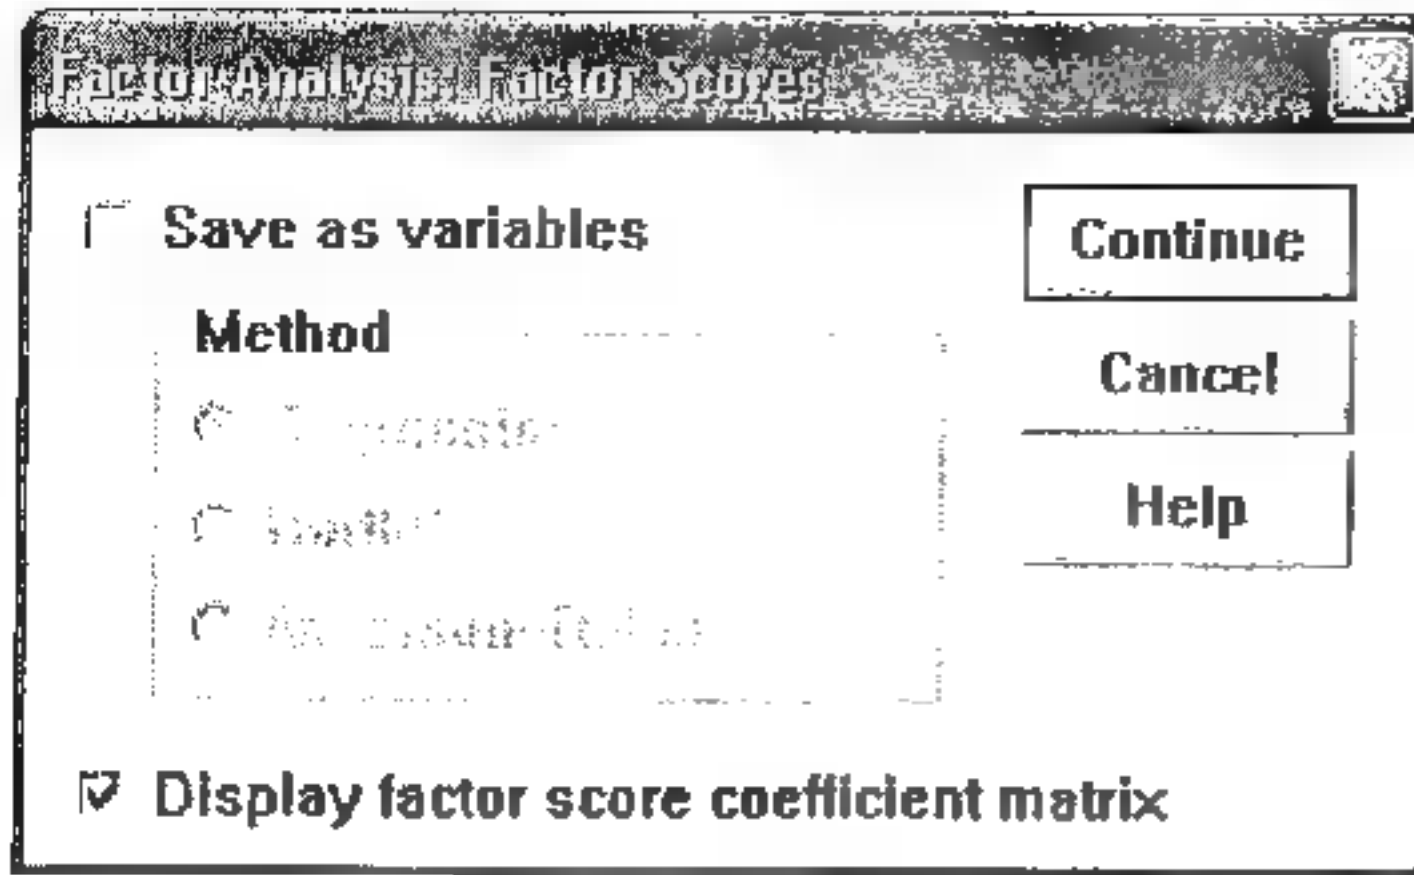 Factor Analysis: Factor Scores
Save as variables
Continue
Method
Cancel
Help
Display factor score coefficient matrix